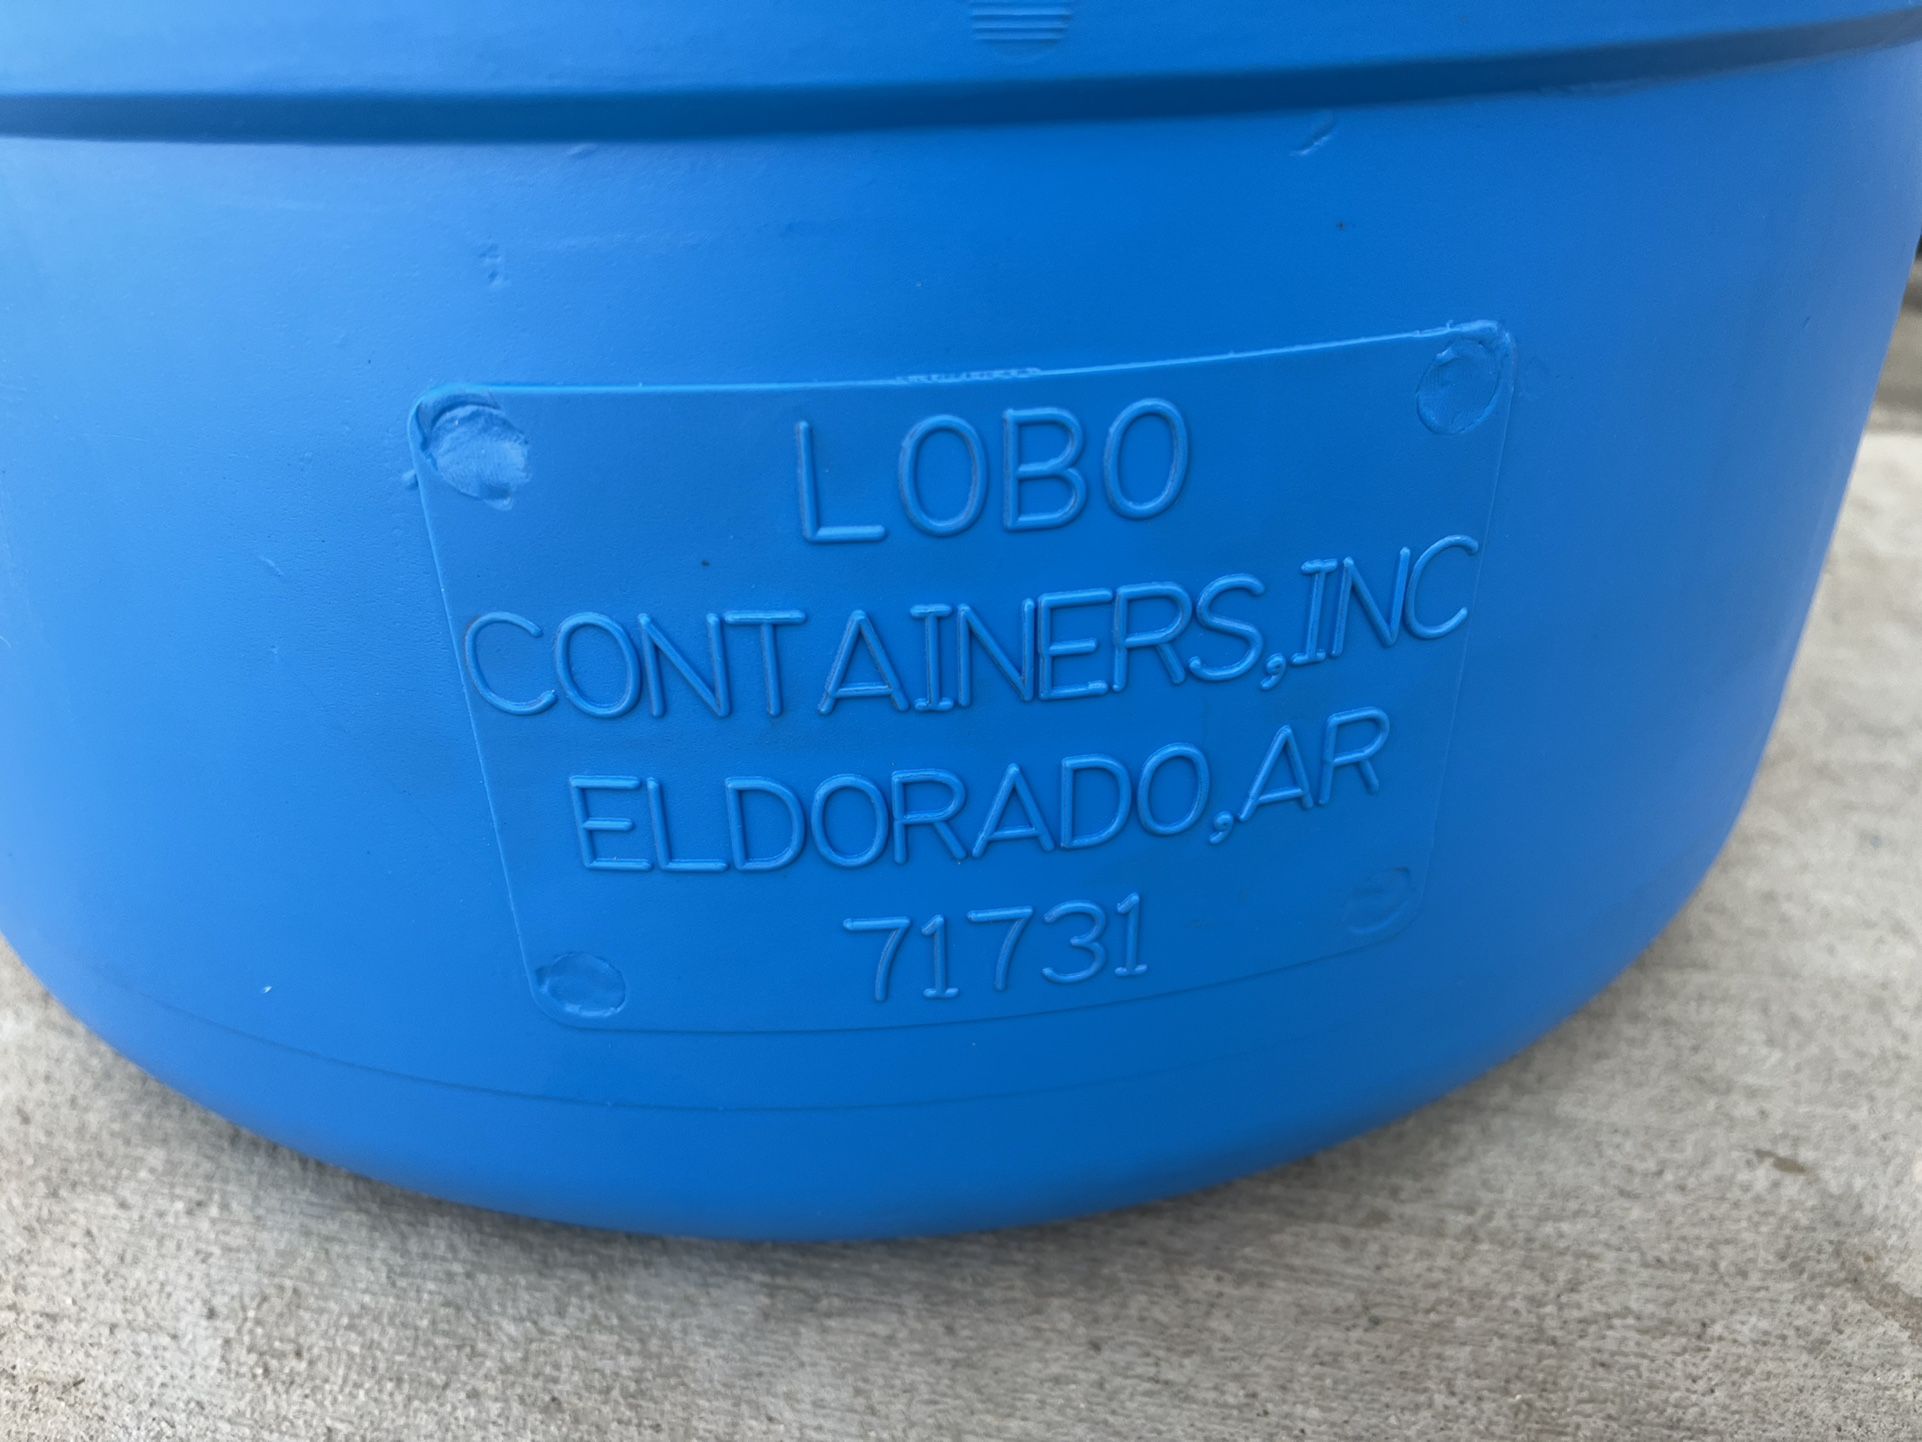 LOBO
CONTAINERS,INC
ELDORADO,AR
71731